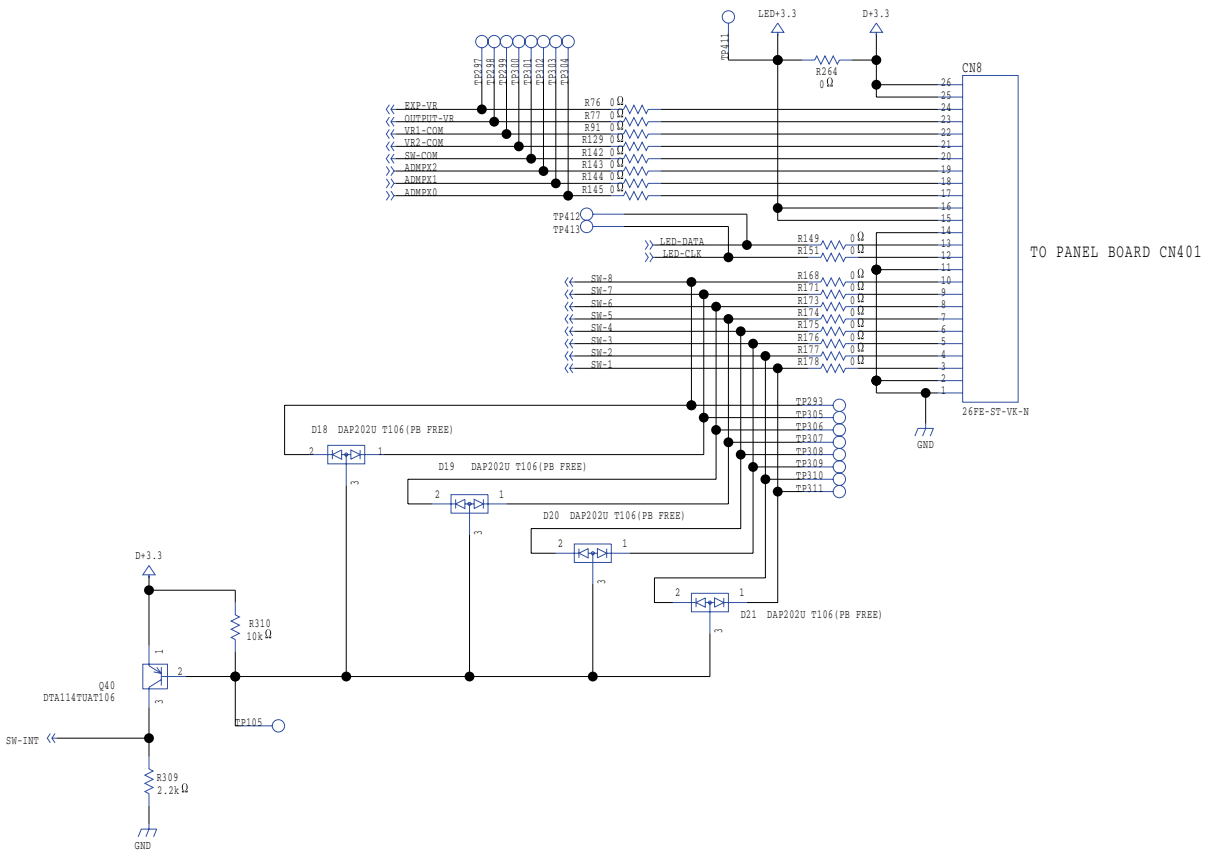 LED+3.3
D+3.3
TP411
R264
0Ω
CN8
TP297
TP298
TP299
TP300
TP301
TP302
TP303
TP304
26
25
EXP-VR R76 0Ω 24
OUTPUT-VR R77 0Ω 23
VR1-COM R91 0Ω 22
VR2-COM R129 0Ω 21
SW-COM R142 0Ω 20
ADMPX2 R143 0Ω 19
ADMPX1 R144 0Ω 18
ADMPX0 R145 0Ω 17
16
15
TP412
TP413
14
LED-DATA R149 0Ω 13
LED-CLK R151 0Ω 12
TO PANEL BOARD CN401
11
SW-8 R168 0Ω 10
SW-7 R171 0Ω 9
SW-6 R173 0Ω 8
SW-5 R174 0Ω 7
SW-4 R175 0Ω 6
SW-3 R176 0Ω 5
SW-2 R177 0Ω 4
SW-1 R178 0Ω 3
2
1
26FE-ST-VK-N
GND
TP293
TP305
TP306
TP307
TP308
TP309
TP310
TP311
D18 DAP202U T106(PB FREE)
2 1
3
D19 DAP202U T106(PB FREE)
2 1
3
D20 DAP202U T106(PB FREE)
2 1
3
2 1
D21 DAP202U T106(PB FREE)
3
D+3.3
R310
10kΩ
1
2
Q40
DTA114TUAT106
3
TP105
SW-INT
R309
2.2kΩ
GND